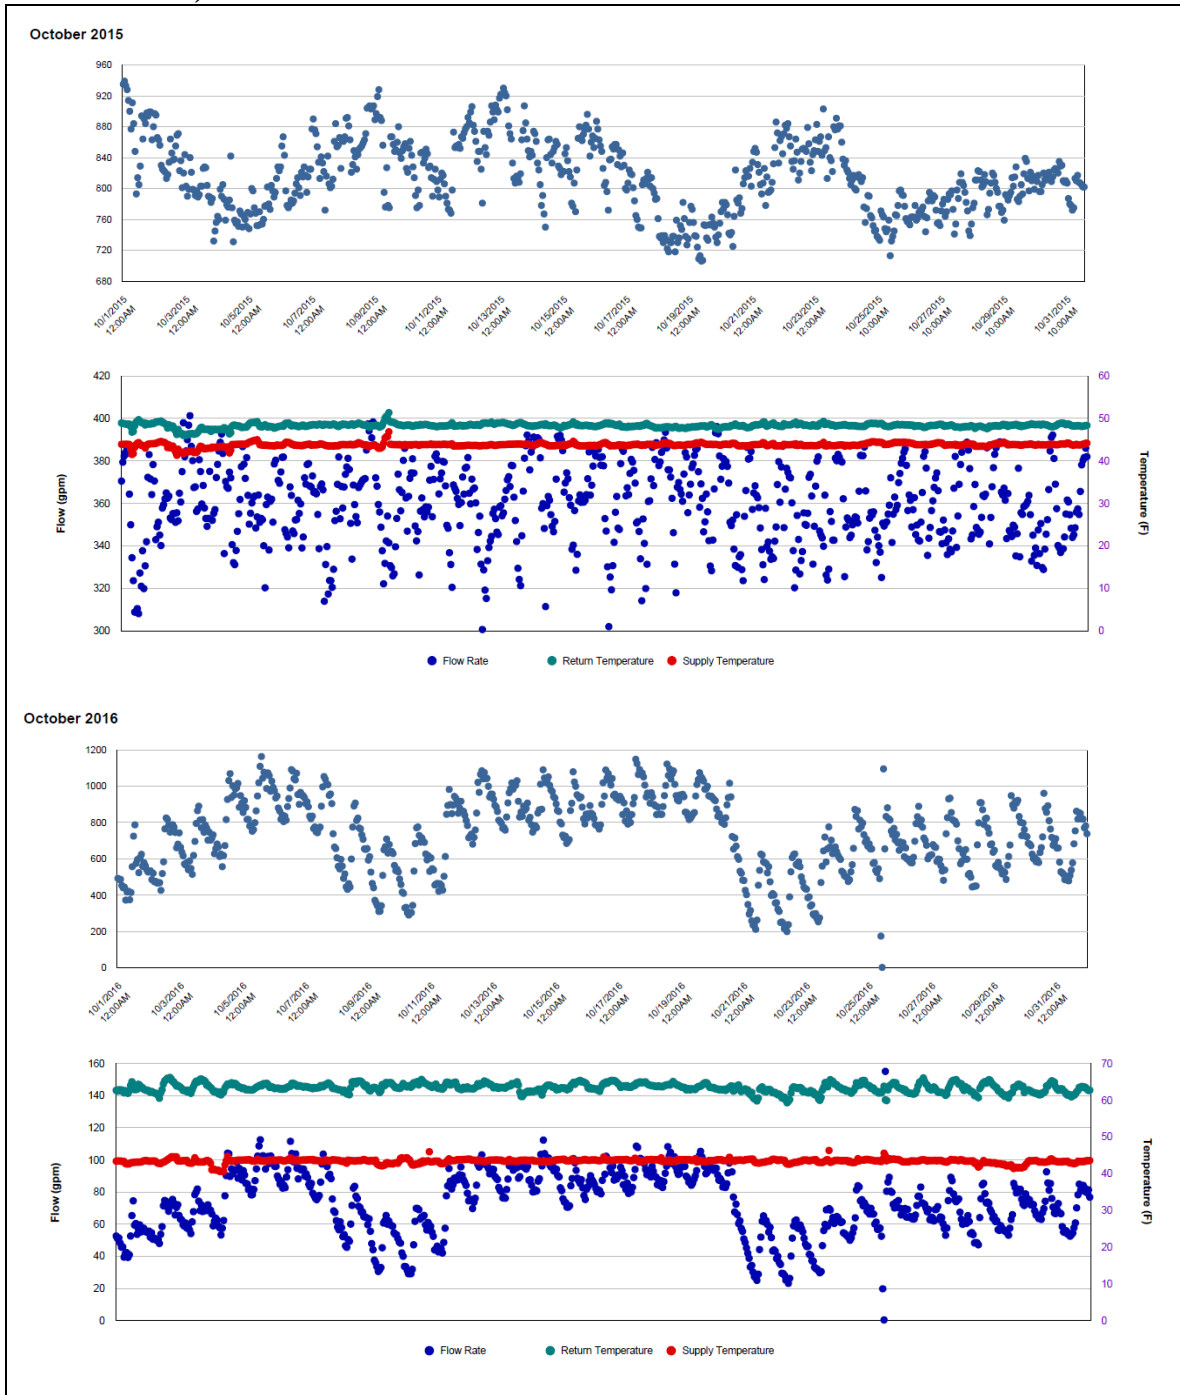 October 2015
960
920
880
840
800
760
720
680
10/1/2015 12:00AM
10/3/2015 12:00AM
10/5/2015 12:00AM
10/7/2015 12:00AM
10/9/2015 12:00AM
10/11/2015 12:00AM
10/13/2015 12:00AM
10/15/2015 12:00AM
10/17/2015 12:00AM
10/19/2015 12:00AM
10/21/2015 12:00AM
10/23/2015 12:00AM
10/25/2015 10:00AM
10/27/2015 10:00AM
10/29/2015 10:00AM
10/31/2015 10:00AM
420 60
400 50
380 40
360 30
340 20
320 10
300 0
Flow (gpm)
Temperature (F)
Flow Rate Return Temperature Supply Temperature
October 2016
1200
1000
800
600
400
200
0
10/1/2016 12:00AM
10/3/2016 12:00AM
10/5/2016 12:00AM
10/7/2016 12:00AM
10/9/2016 12:00AM
10/11/2016 12:00AM
10/13/2016 12:00AM
10/15/2016 12:00AM
10/17/2016 12:00AM
10/19/2016 12:00AM
10/21/2016 12:00AM
10/23/2016 12:00AM
10/25/2016 12:00AM
10/27/2016 12:00AM
10/29/2016 12:00AM
10/31/2016 12:00AM
160 70
140 60
120 50
100 40
80 30
60 20
40 10
20 0
0
Flow (gpm)
Temperature (F)
Flow Rate Return Temperature Supply Temperature